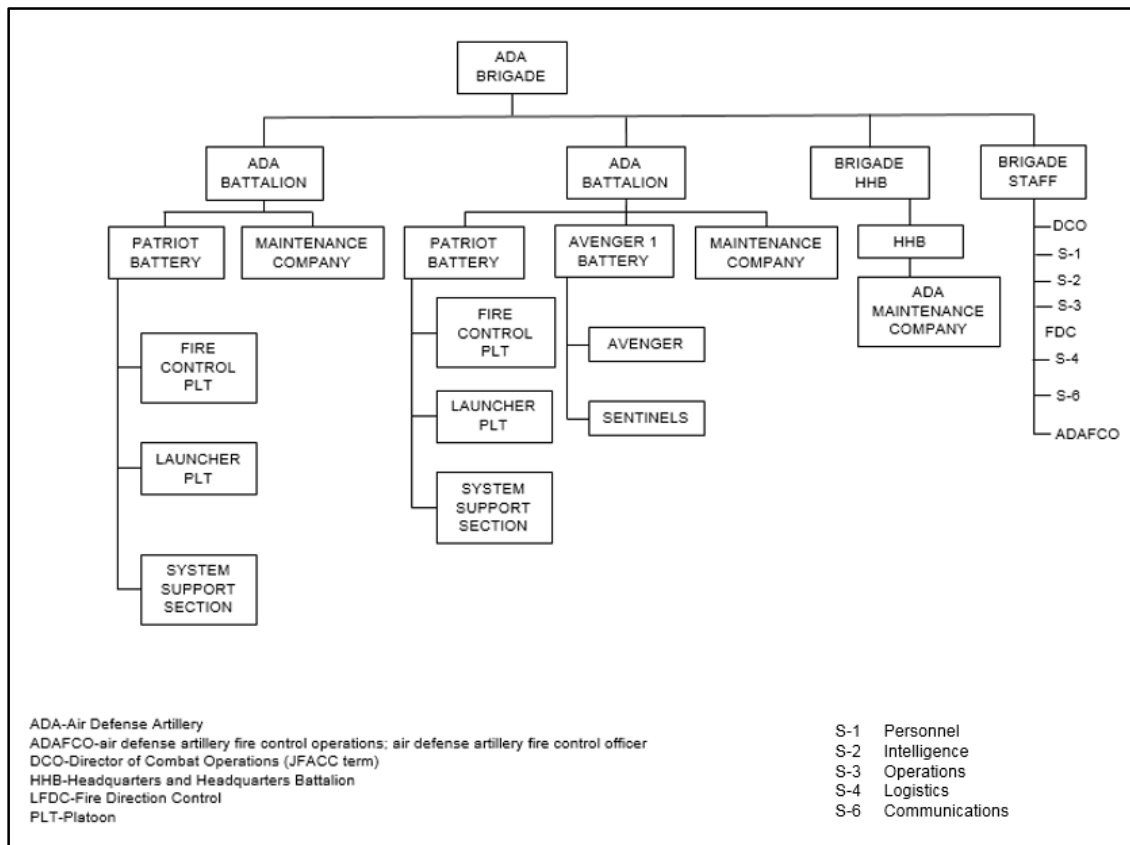 ADA
BRIGADE
ADA
BATTALION
ADA
BATTALION
BRIGADE
HHB
BRIGADE
STAFF
PATRIOT
BATTERY
MAINTENANCE
COMPANY
PATRIOT
BATTERY
AVENGER 1
BATTERY
MAINTENANCE
COMPANY
HHB
ADA
MAINTENANCE
COMPANY
DCO
S-1
S-2
S-3
FDC
S-4
S-6
ADAFCO
FIRE
CONTROL
PLT
LAUNCHER
PLT
SYSTEM
SUPPORT
SECTION
FIRE
CONTROL
PLT
LAUNCHER
PLT
SYSTEM
SUPPORT
SECTION
AVENGER
SENTINELS
ADA-Air Defense Artillery
ADAFCO-air defense artillery fire control operations; air defense artillery fire control officer
DCO-Director of Combat Operations (JFACC term)
HHB-Headquarters and Headquarters Battalion
LFDC-Fire Direction Control
PLT-Platoon
S-1 Personnel
S-2 Intelligence
S-3 Operations
S-4 Logistics
S-6 Communications